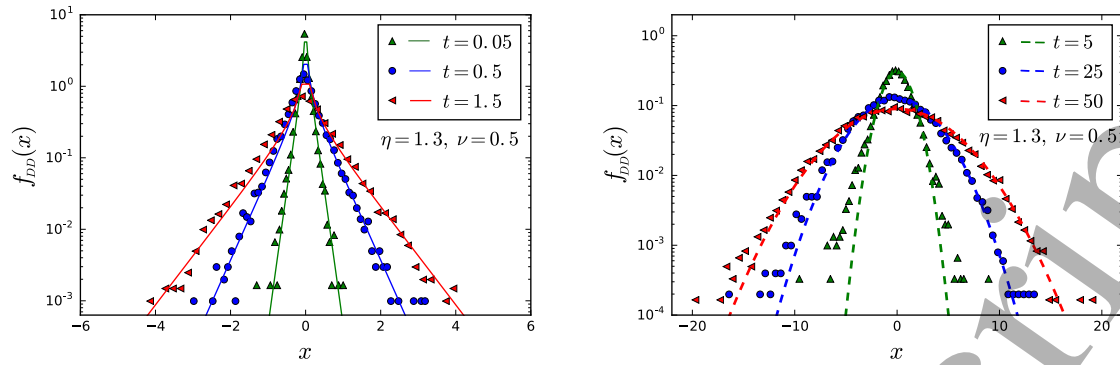 10^1
10^0
10^-1
10^-2
10^-3
f_DD(x)
−6 −4 −2 0 2 4 6
x
t = 0.05
t = 0.5
t = 1.5
η = 1.3, ν = 0.5
10^0
10^-1
10^-2
10^-3
10^-4
f_DD(x)
−20 −10 0 10 20
x
t = 5
t = 25
t = 50
η = 1.3, ν = 0.5